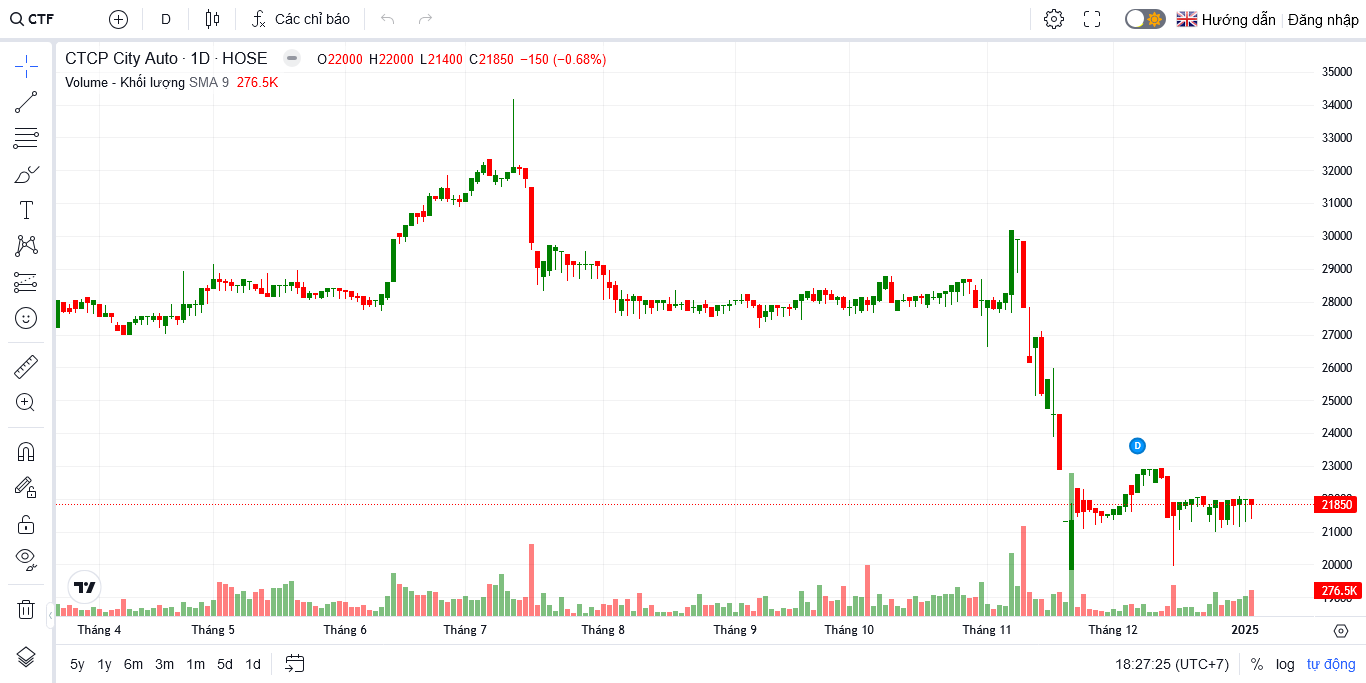 CTF D Các chỉ báo Hướng dẫn Đăng nhập
CTCP City Auto · 1D · HOSE O22000 H22000 L21400 C21850 −150 (−0.68%)
Volume - Khối lượng SMA 9 276.5K
35000
34000
33000
32000
31000
30000
29000
28000
27000
26000
25000
24000
D
23000
21850
21000
20000
276.5K
Tháng 4 Tháng 5 Tháng 6 Tháng 7 Tháng 8 Tháng 9 Tháng 10 Tháng 11 Tháng 12 2025
5y 1y 6m 3m 1m 5d 1d 18:27:25 (UTC+7) % log tự động